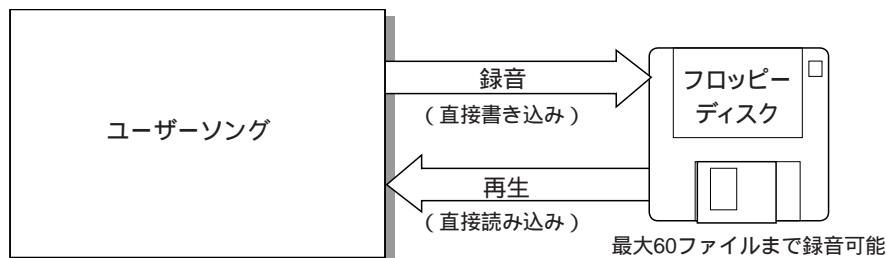 ユーザーソング
録音
（直接書き込み）
再生
（直接読み込み）
フロッピー
ディスク
最大60ファイルまで録音可能